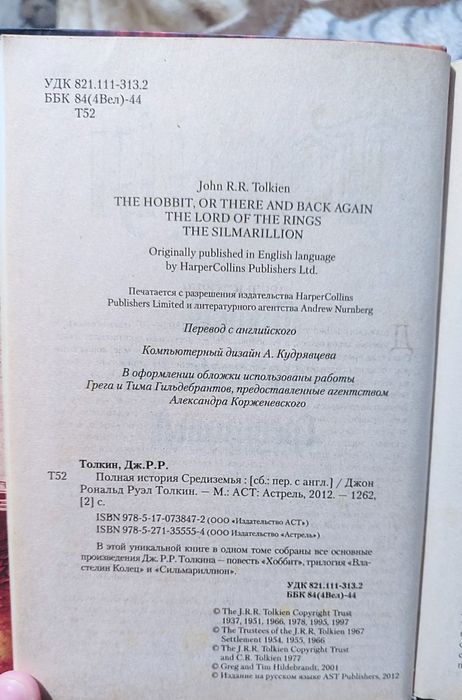 УДК 821.111-313.2
ББК 84(4Вел)-44
Т52
John R.R. Tolkien
THE HOBBIT, OR THERE AND BACK AGAIN
THE LORD OF THE RINGS
THE SILMARILLION
Originally published in English language
by HarperCollins Publishers Ltd.
Печатается с разрешения издательства HarperCollins
Publishers Limited и литературного агентства Andrew Nurnberg
Перевод с английского
Компьютерный дизайн А. Кудрявцева
В оформлении обложки использованы работы
Грега и Тима Гильдебрантов, предоставленные агентством
Александра Корженевского
Толкин, Дж.Р.Р.
Т52 Полная история Средиземья : [сб.: пер. с англ.] / Джон
Рональд Руэл Толкин. — М.: АСТ: Астрель, 2012. — 1262,
[2] с.
ISBN 978-5-17-073847-2 (ООО «Издательство АСТ»)
ISBN 978-5-271-35555-4 (ООО «Издательство «Астрель»)
В этой уникальной книге в одном томе собраны все основные
произведения Дж. Р. Р. Толкина — повесть «Хоббит», трилогия «Вла-
стелин Колец» и «Сильмариллион».
УДК 821.111-313.2
ББК 84(4Вел)-44
© The J.R.R. Tolkien Copyright Trust
1937, 1951, 1966, 1978, 1995, 1997
© The Trustees of the J.R.R. Tolkien 1967
Settlement 1954, 1955, 1966
© The J.R.R. Tolkien Copyright Trust
and C.R. Tolkien 1977
© Greg and Tim Hildebrandt, 2001
© Издание на русском языке AST Publishers, 2012